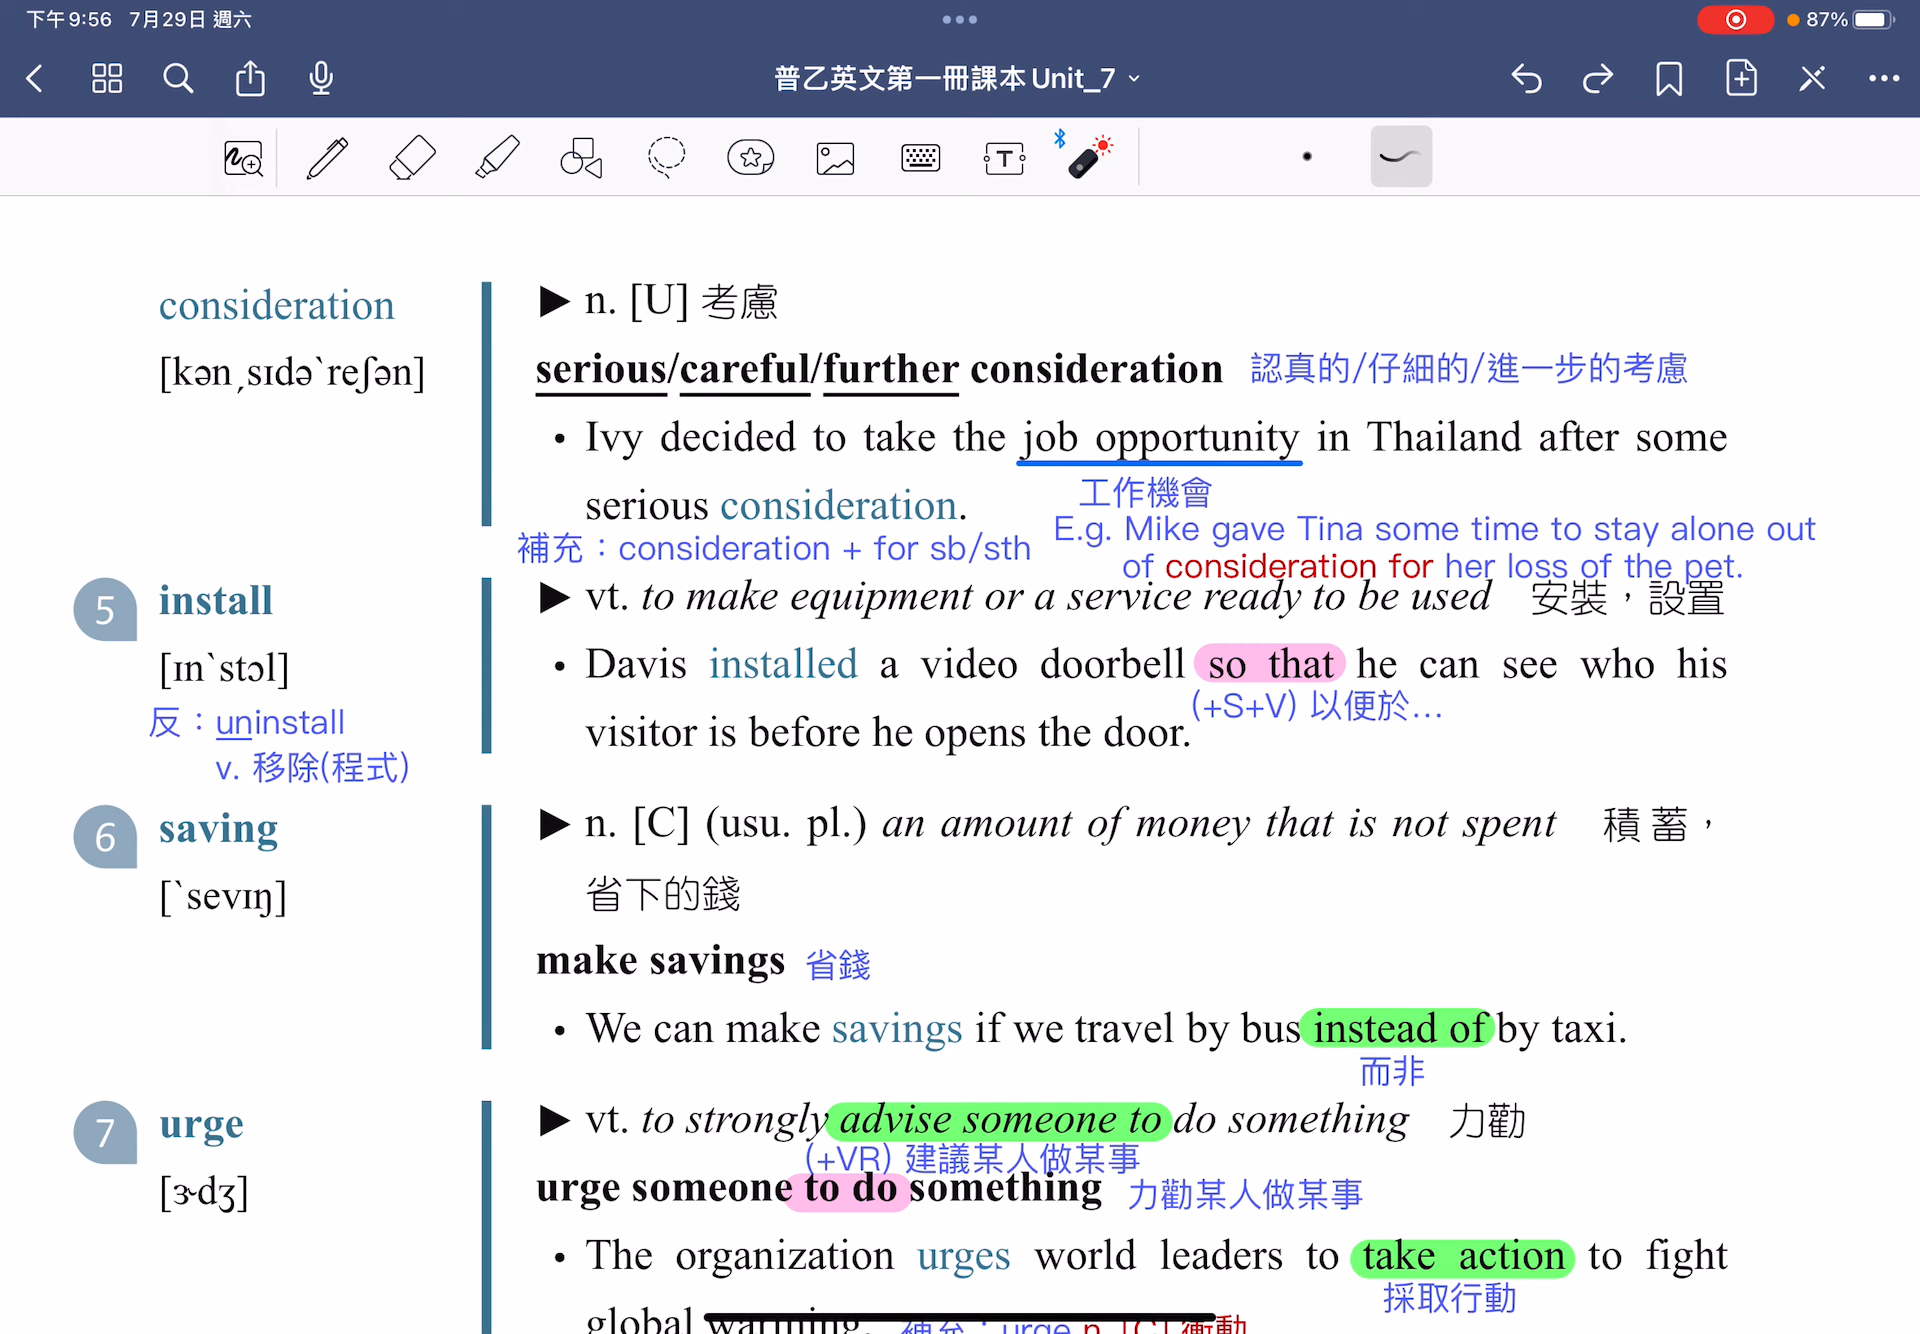 下午9:56 7月29日 週六
87%
普乙英文第一冊課本 Unit_7
consideration
[kən͵sɪdəˋreʃən]
▶ n. [U] 考慮
serious/careful/further consideration 認真的/仔細的/進一步的考慮
• Ivy decided to take the job opportunity in Thailand after some
工作機會
serious consideration.
補充：consideration + for sb/sth
E.g. Mike gave Tina some time to stay alone out
of consideration for her loss of the pet.
5 install
[ɪnˋstɔl]
反：uninstall
v. 移除(程式)
▶ vt. to make equipment or a service ready to be used 安裝，設置
• Davis installed a video doorbell so that he can see who his
(+S+V) 以便於...
visitor is before he opens the door.
6 saving
[ˋsevɪŋ]
▶ n. [C] (usu. pl.) an amount of money that is not spent 積蓄，
省下的錢
make savings 省錢
• We can make savings if we travel by bus instead of by taxi.
而非
7 urge
[ɝdʒ]
▶ vt. to strongly advise someone to do something 力勸
(+VR) 建議某人做某事
urge someone to do something 力勸某人做某事
• The organization urges world leaders to take action to fight
採取行動
global warming. 補充：urge n. [C] 衝動